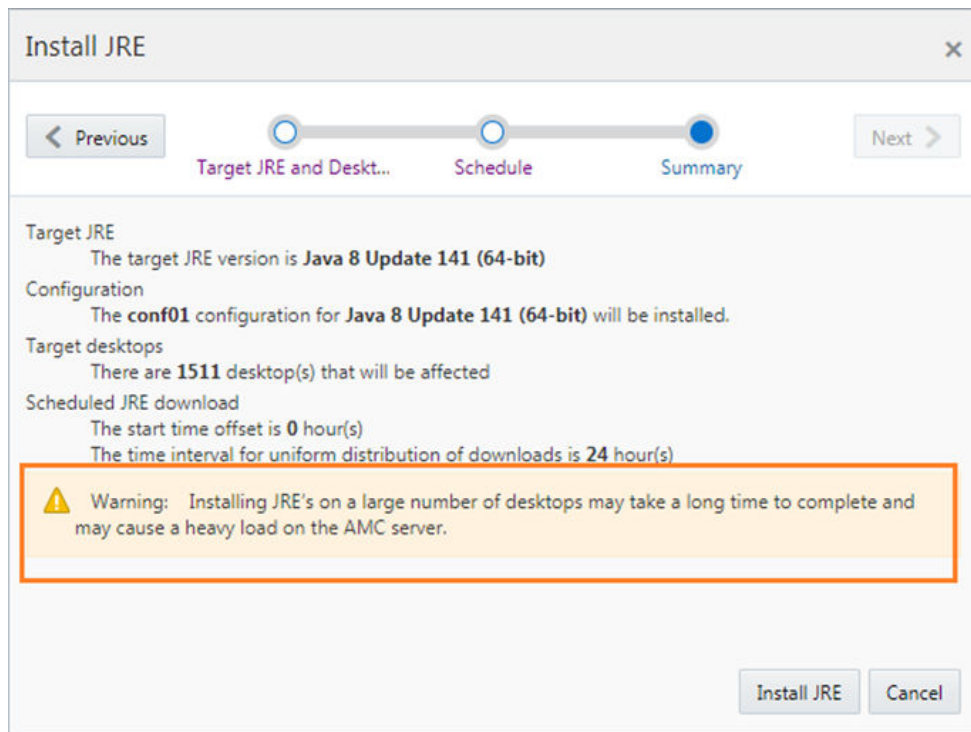 Install JRE
Previous
Next
Target JRE and Deskt...
Schedule
Summary
Target JRE
The target JRE version is Java 8 Update 141 (64-bit)
Configuration
The conf01 configuration for Java 8 Update 141 (64-bit) will be installed.
Target desktops
There are 1511 desktop(s) that will be affected
Scheduled JRE download
The start time offset is 0 hour(s)
The time interval for uniform distribution of downloads is 24 hour(s)
Warning: Installing JRE's on a large number of desktops may take a long time to complete and
may cause a heavy load on the AMC server.
Install JRE
Cancel